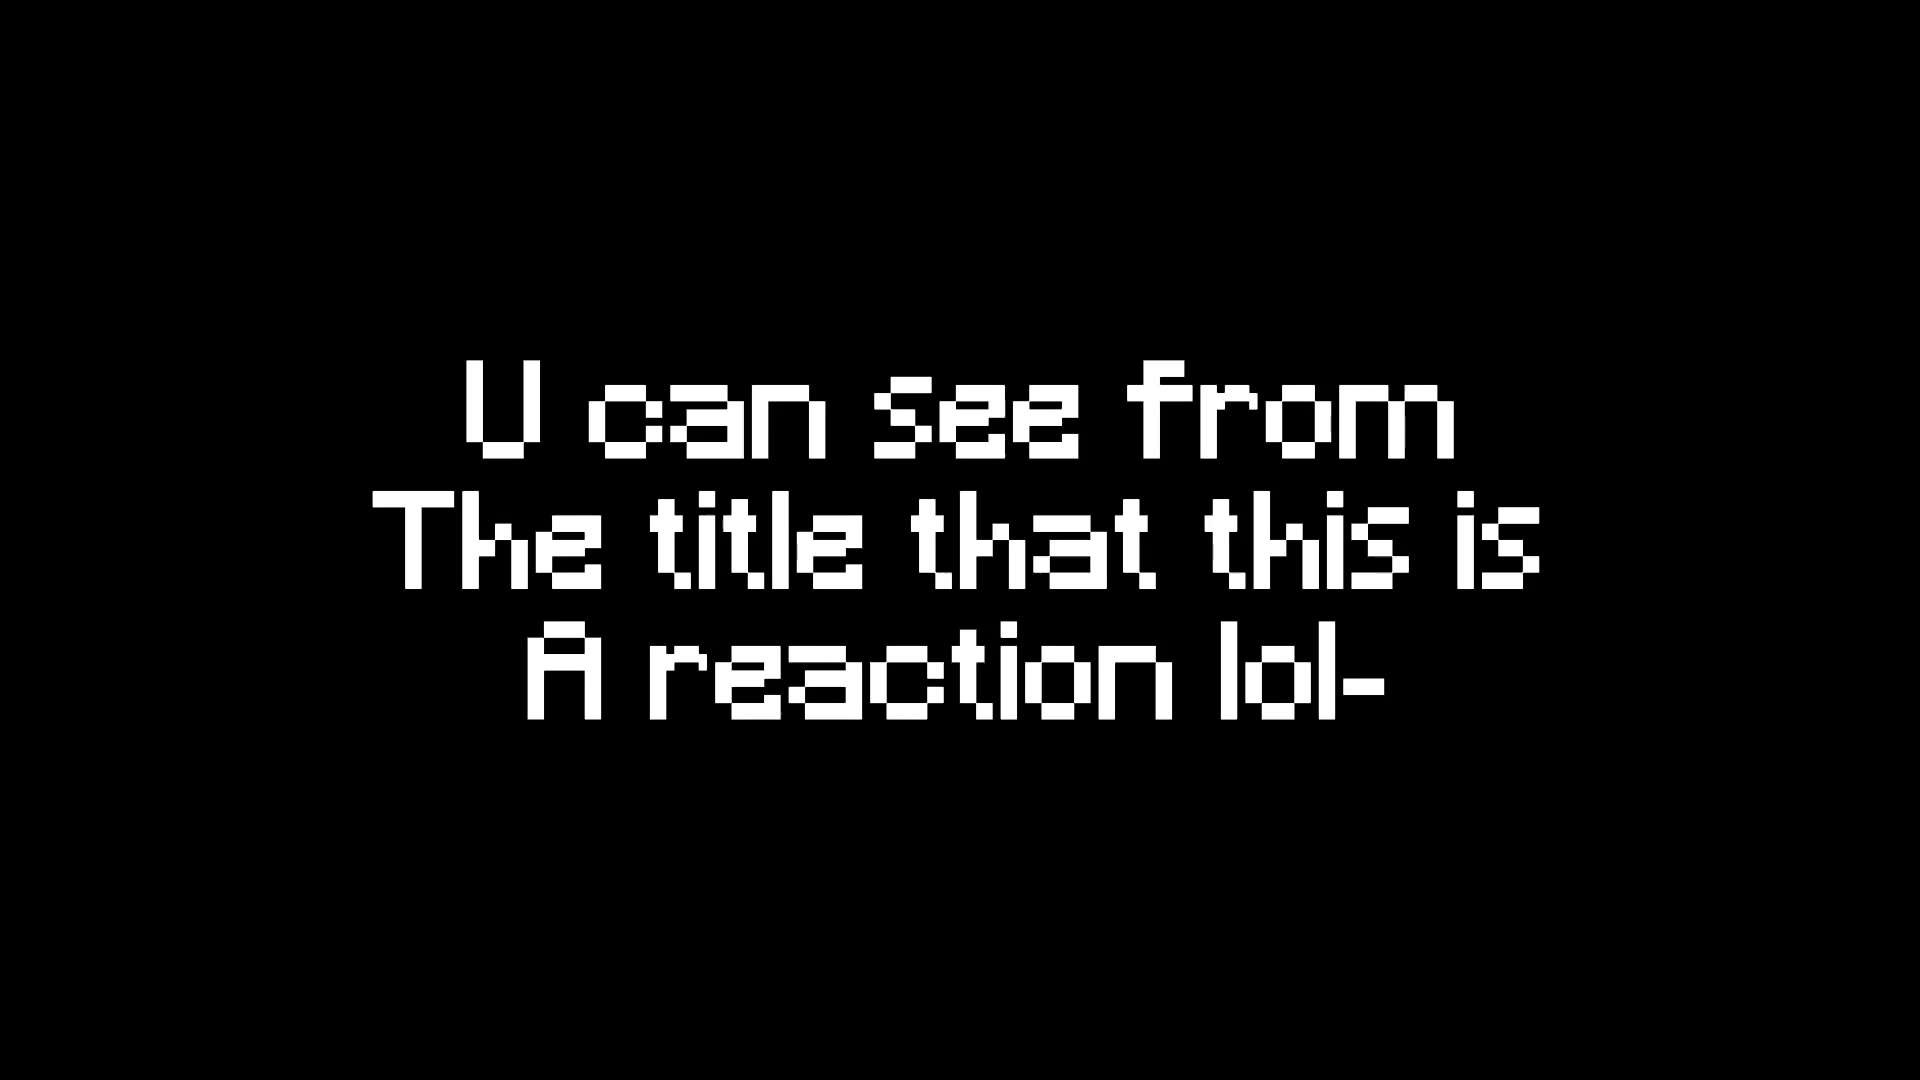 U can see from
The title that this is
A reaction lol-